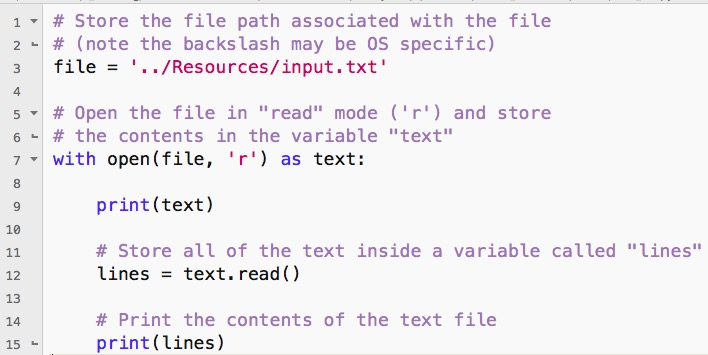 1 # Store the file path associated with the file
2 # (note the backslash may be OS specific)
3 file = '../Resources/input.txt'
4
5 # Open the file in "read" mode ('r') and store
6 # the contents in the variable "text"
7 with open(file, 'r') as text:
8
9     print(text)
10
11     # Store all of the text inside a variable called "lines"
12     lines = text.read()
13
14     # Print the contents of the text file
15     print(lines)